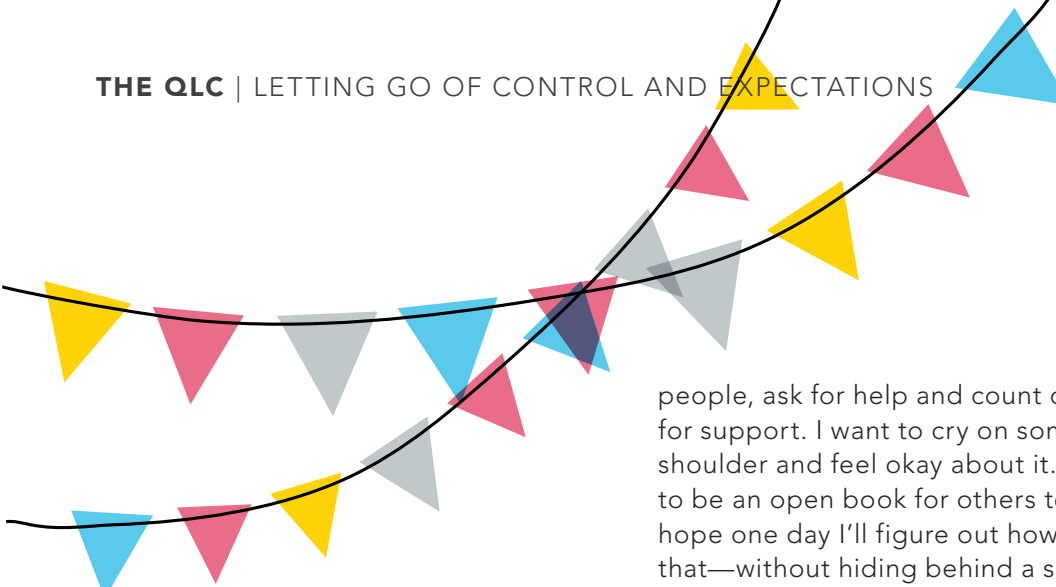 THE QLC | LETTING GO OF CONTROL AND EXPECTATIONS
people, ask for help and count
for support. I want to cry on
shoulder and feel okay about it.
to be an open book for others
hope one day I'll figure out how
that—without hiding behind a